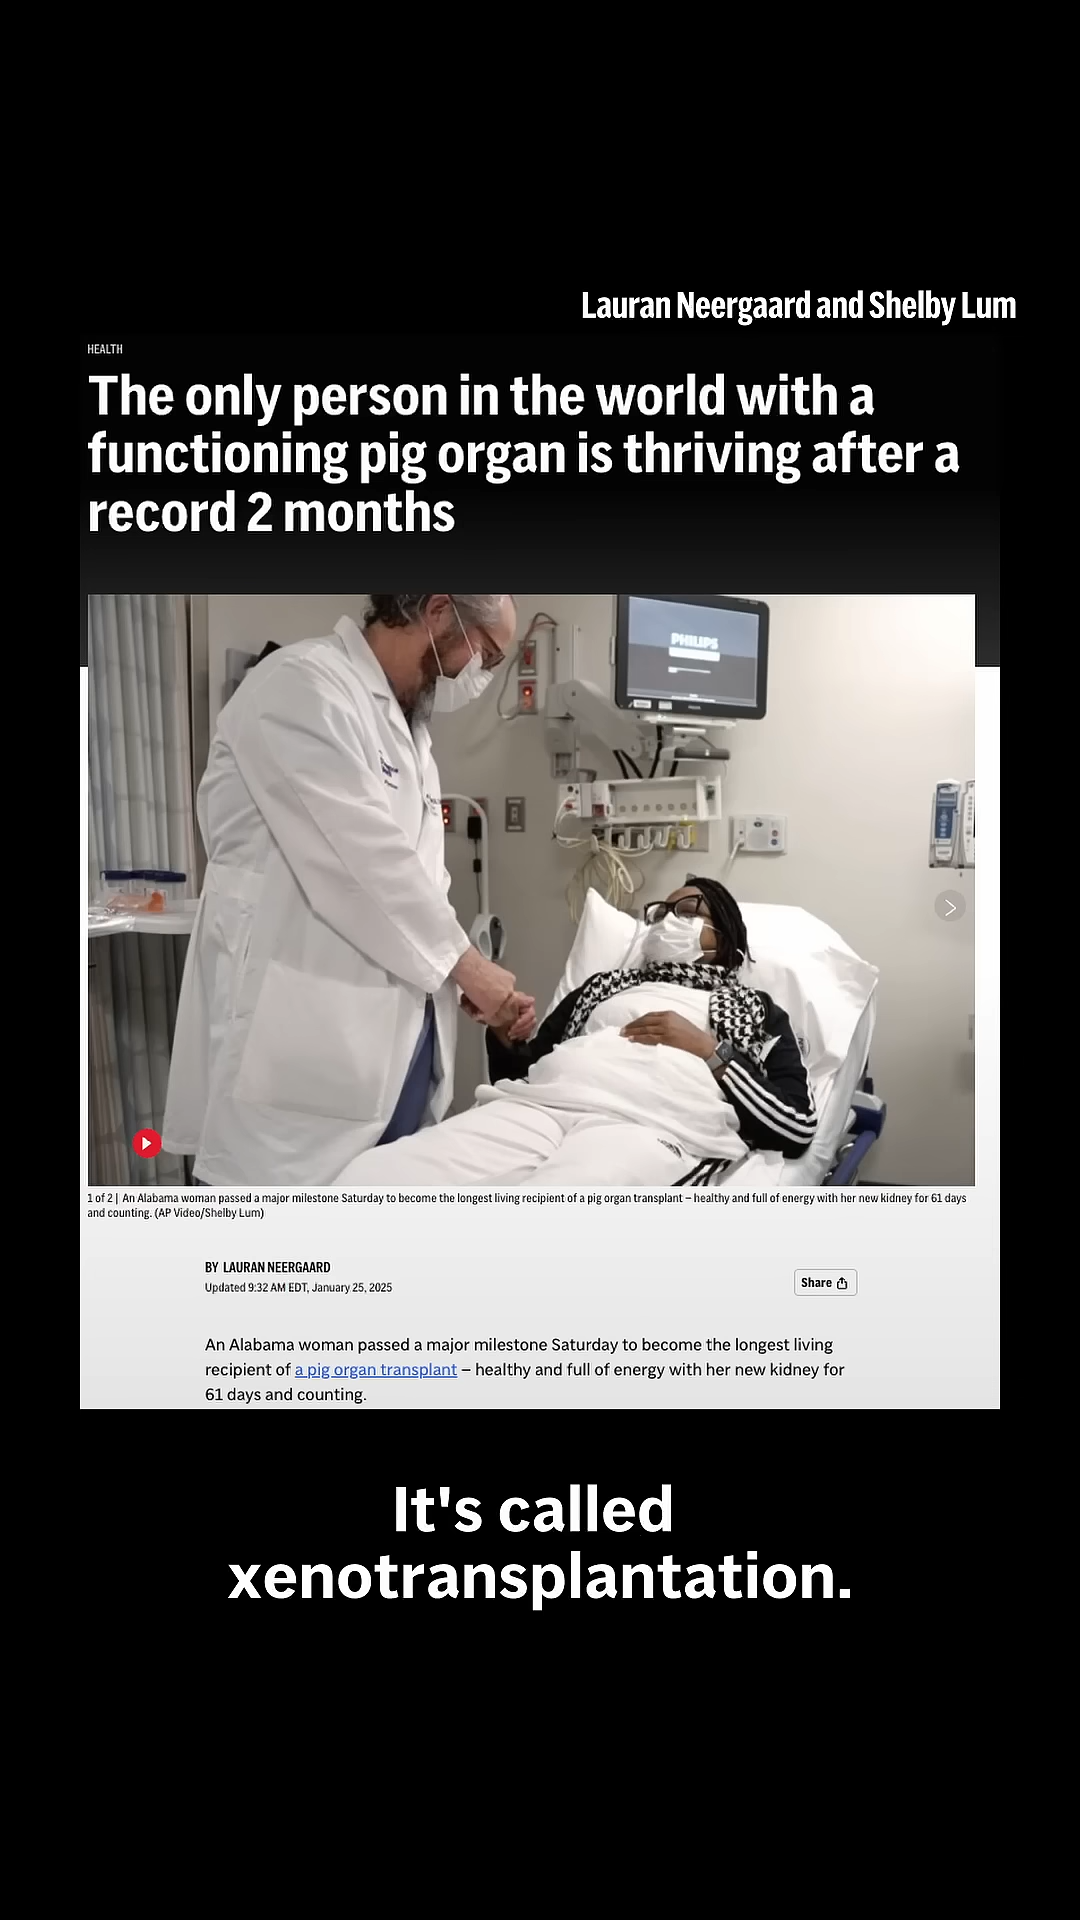 Lauran Neergaard and Shelby Lum
HEALTH
The only person in the world with a
functioning pig organ is thriving after a
record 2 months
PHILIPS
1 of 2 | An Alabama woman passed a major milestone Saturday to become the longest living recipient of a pig organ transplant – healthy and full of energy with her new kidney for 61 days
and counting. (AP Video/Shelby Lum)
BY LAURAN NEERGAARD
Updated 9:32 AM EDT, January 25, 2025
Share
An Alabama woman passed a major milestone Saturday to become the longest living
recipient of a pig organ transplant – healthy and full of energy with her new kidney for
61 days and counting.
It's called
xenotransplantation.